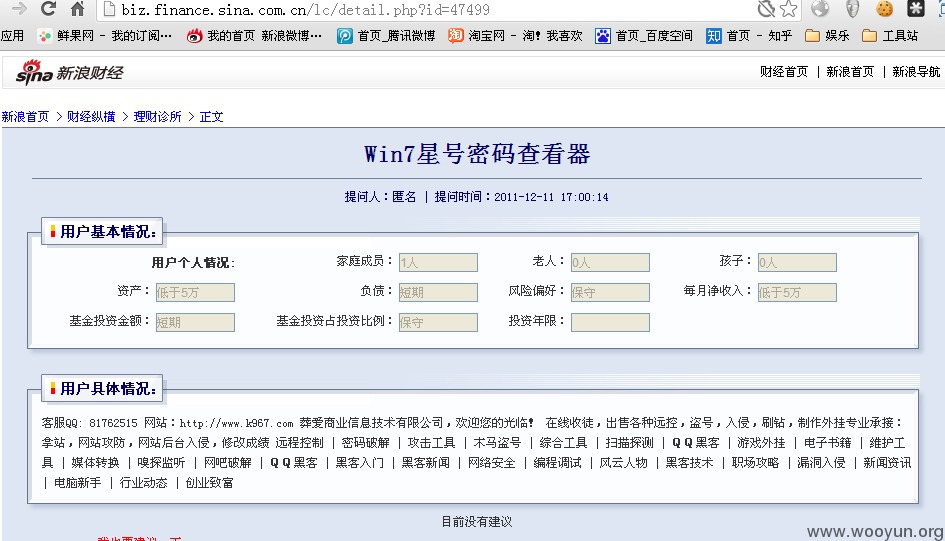 biz.finance.sina.com.cn/lc/detail.php?id=47499
应用 鲜果网 - 我的订阅… 我的首页 新浪微博… 首页_腾讯微博 淘宝网 - 淘！我喜欢 首页_百度空间 知 首页 - 知乎 娱乐 工具站
sina 新浪财经 财经首页 | 新浪首页 | 新浪导航
新浪首页 > 财经纵横 > 理财诊所 > 正文
Win7星号密码查看器
提问人：匿名 | 提问时间：2011-12-11 17:00:14
用户基本情况：
用户个人情况： 家庭成员： 1人 老人： 0人 孩子： 0人
资产： 低于5万 负债： 短期 风险偏好： 保守 每月净收入： 低于5万
基金投资金额： 短期 基金投资占投资比例： 保守 投资年限：
用户具体情况：
客服QQ: 81762515 网站：http://www.k967.com 葬爱商业信息技术有限公司，欢迎您的光临! 在线收徒，出售各种远控，盗号，入侵，刷钻，制作外挂专业承接：
拿站，网站攻防，网站后台入侵，修改成绩 远程控制 | 密码破解 | 攻击工具 | 木马盗号 | 综合工具 | 扫描探测 | ＱＱ黑客 | 游戏外挂 | 电子书籍 | 维护工
具 | 媒体转换 | 嗅探监听 | 网吧破解 | ＱＱ黑客 | 黑客入门 | 黑客新闻 | 网络安全 | 编程调试 | 风云人物 | 黑客技术 | 职场攻略 | 漏洞入侵 | 新闻资讯
| 电脑新手 | 行业动态 | 创业致富
目前没有建议
www.wooyun.org